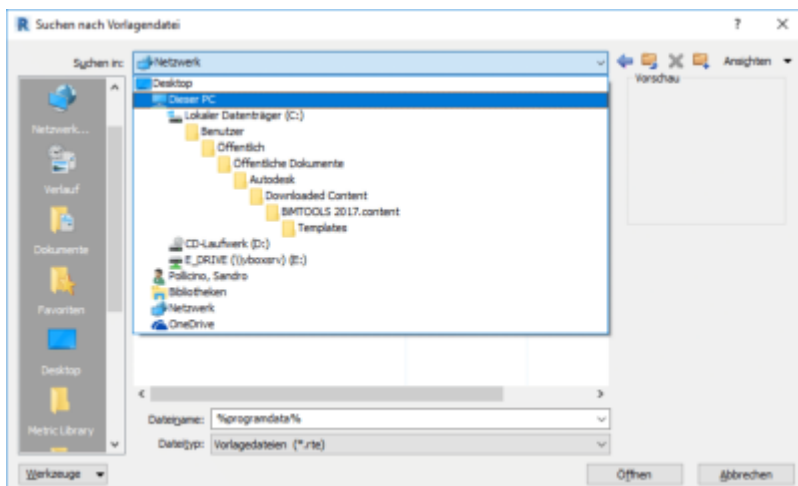 Suchen nach Vorlagendatei
?
Suchen in:
Netzwerk
Ansichten
Desktop
Dieser PC
Lokaler Datenträger (C:)
Benutzer
Öffentlich
Öffentliche Dokumente
Autodesk
Downloaded Content
BIMTOOLS 2017.content
Templates
CD-Laufwerk (D:)
E_DRIVE (\\vboxsrv) (E:)
Pollicino, Sandro
Bibliotheken
Netzwerk
OneDrive
Vorschau
Netzwerk...
Verlauf
Dokumente
Favoriten
Desktop
Metric Library
Dateiname: %programdata%
Dateityp: Vorlagedateien (*.rte)
Werkzeuge
Öffnen
Abbrechen